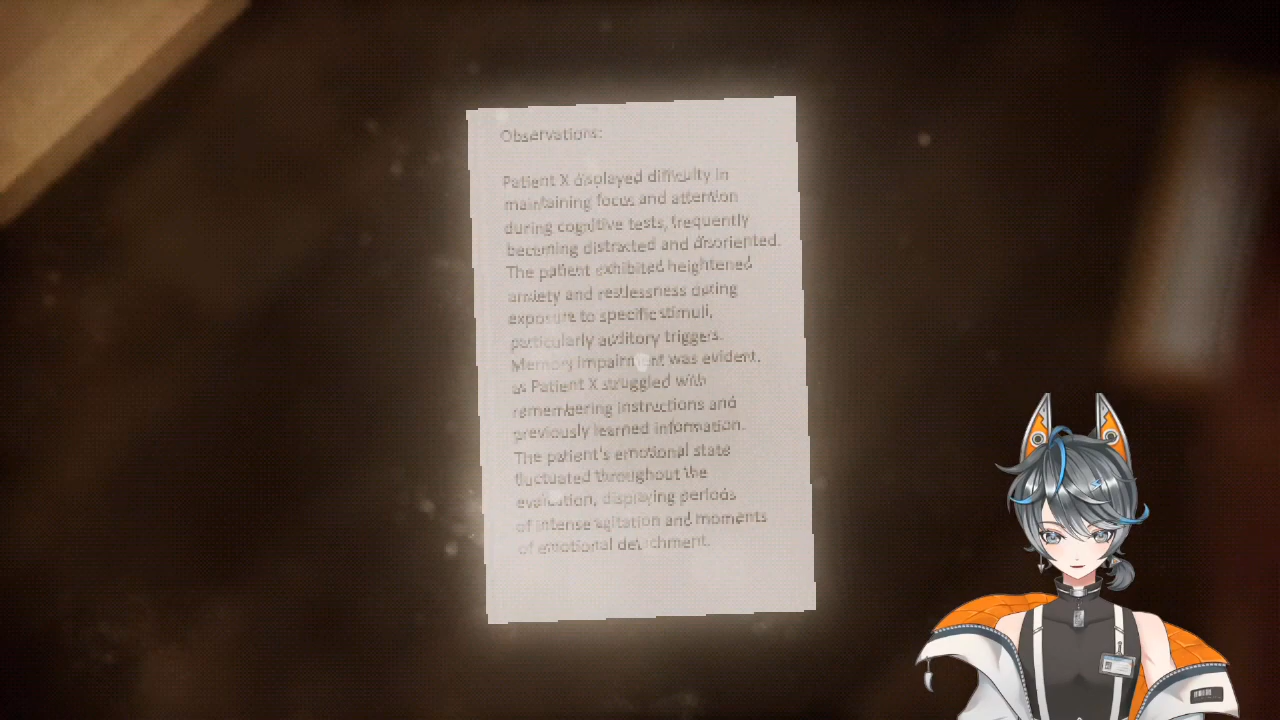 Observations:
Patient X displayed difficulty in
maintaining focus and attention
during cognitive tests, frequently
becoming distracted and disoriented.
The patient exhibited heightened
anxiety and restlessness during
exposure to specific stimuli,
particularly auditory triggers.
Memory impairment was evident,
as Patient X struggled with
remembering instructions and
previously learned information.
The patient's emotional state
fluctuated throughout the
evaluation, displaying periods
of intense agitation and moments
of emotional detachment.